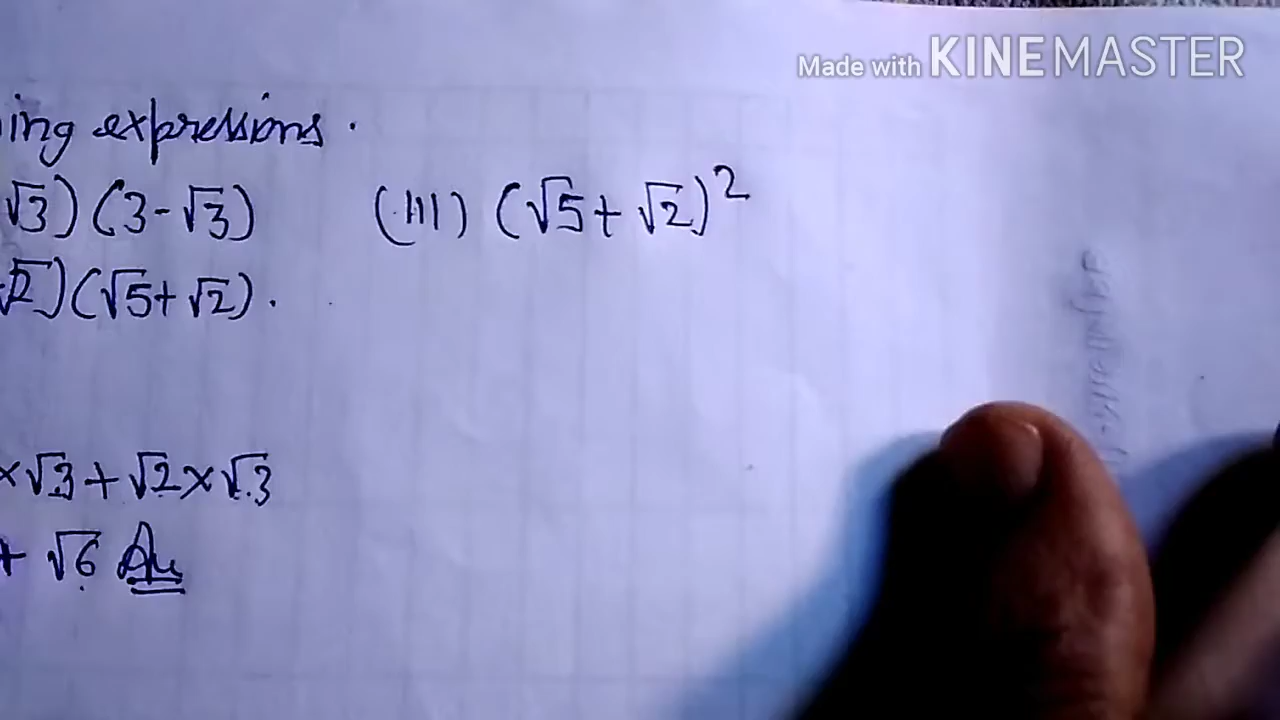 Made with KINEMASTER
ing expressions.
√3)(3-√3) (iii) (√5+√2)²
√2)(√5+√2).
×√3+√2×√3
+ √6 Ans